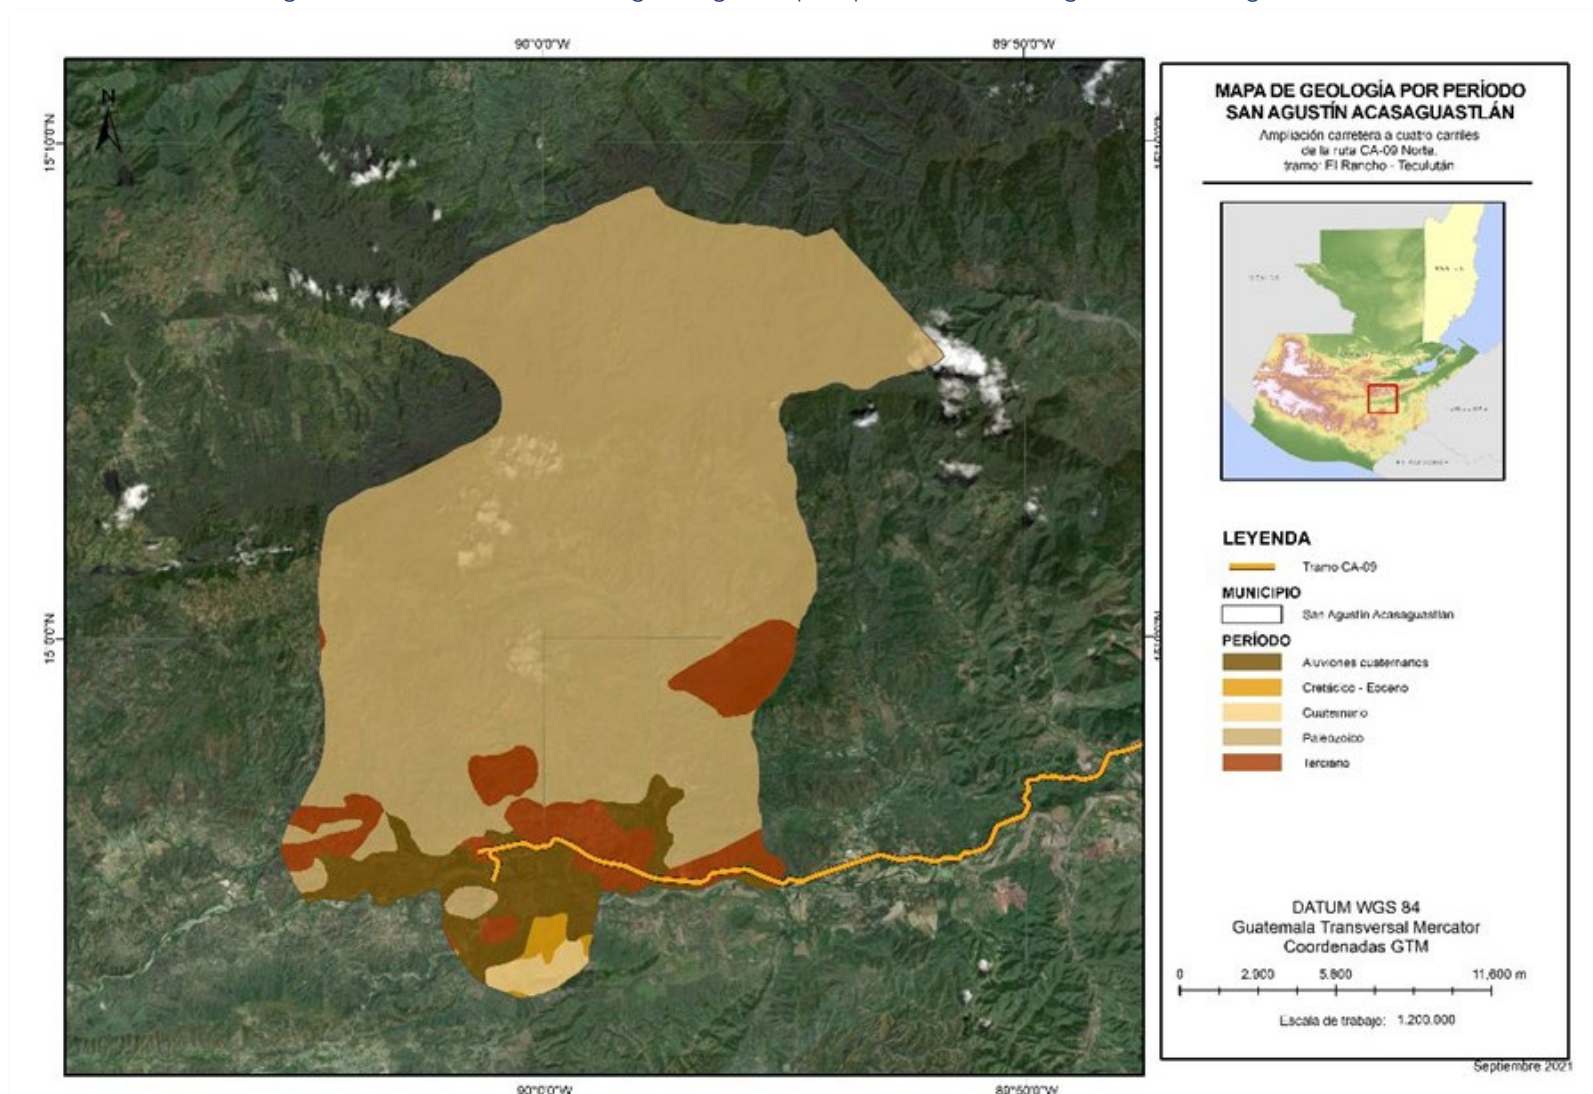 90°0'0"W
89°50'0"W
N
15°10'0"N
15°0'0"N
90°0'0"W
89°50'0"W
MAPA DE GEOLOGÍA POR PERÍODO
SAN AGUSTÍN ACASAGUASTLÁN
Ampliación carretera a cuatro carriles
de la ruta CA-09 Norte,
tramo: El Rancho - Teculután
LEYENDA
Tramo CA-09
MUNICIPIO
San Agustín Acasaguastlán
PERÍODO
Aluviones cuaternarios
Cretácico - Eoceno
Cuaternario
Paleozoico
Terciario
DATUM WGS 84
Guatemala Transversal Mercator
Coordenadas GTM
0 2,900 5,800 11,600 m
Escala de trabajo: 1:200,000
Septiembre 2021